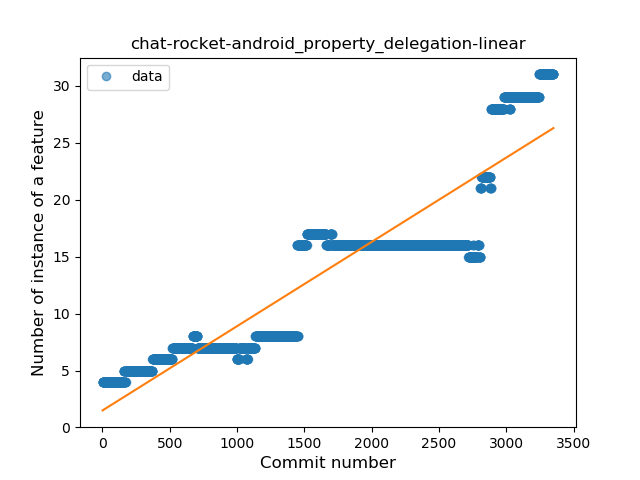 chat-rocket-android_property_delegation-linear
data
Number of instance of a feature
30
25
20
15
10
5
0
0 500 1000 1500 2000 2500 3000 3500
Commit number